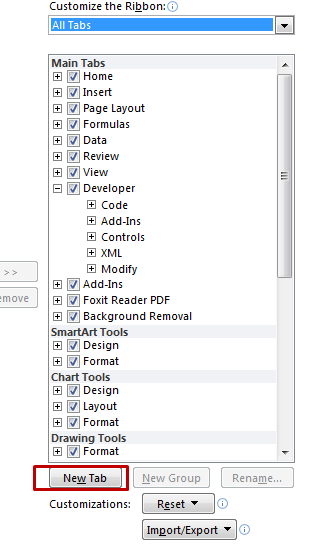 Customize the Ribbon:
All Tabs
Main Tabs
Home
Insert
Page Layout
Formulas
Data
Review
View
Developer
Code
Add-Ins
Controls
XML
Modify
>>
Add-Ins
emove
Foxit Reader PDF
Background Removal
SmartArt Tools
Design
Format
Chart Tools
Design
Layout
Format
Drawing Tools
Format
New Tab New Group Rename...
Customizations: Reset
Import/Export